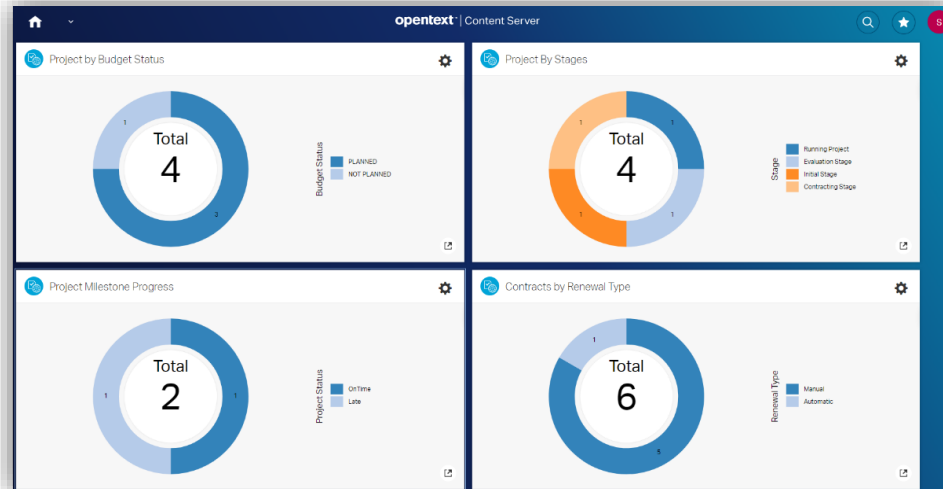 opentext™ | Content Server
S
Project by Budget Status
1
Total
4
3
Budget Status
PLANNED
NOT PLANNED
Project By Stages
1
1
Total
4
1
1
Stage
Running Project
Evaluation Stage
Initial Stage
Contracting Stage
Project Milestone Progress
Total
2
1
1
Project Status
OnTime
Late
Contracts by Renewal Type
1
Total
6
5
Renewal Type
Manual
Automatic